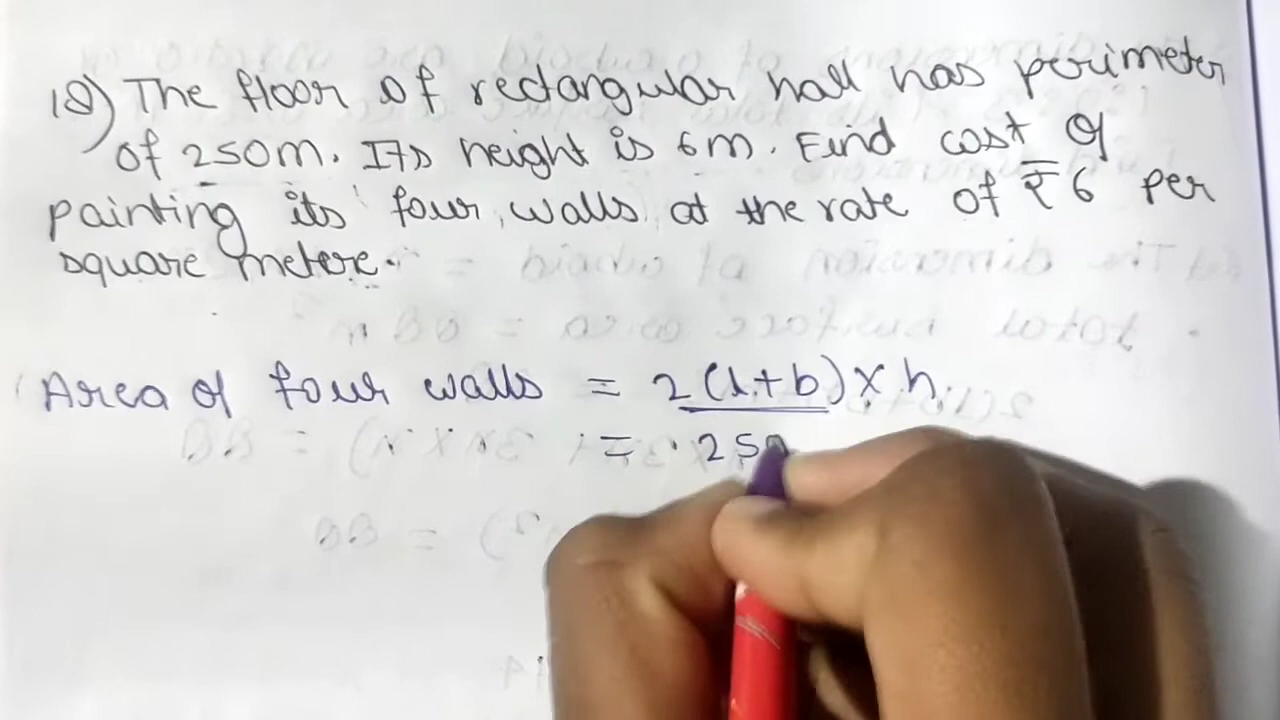 18) The floor of rectangular hall has perimeter
of 250m. Its height is 6m. Find cost of
painting its four walls at the rate of ₹6 per
square metere.
Area of four walls = 2(l+b)×h
= 250